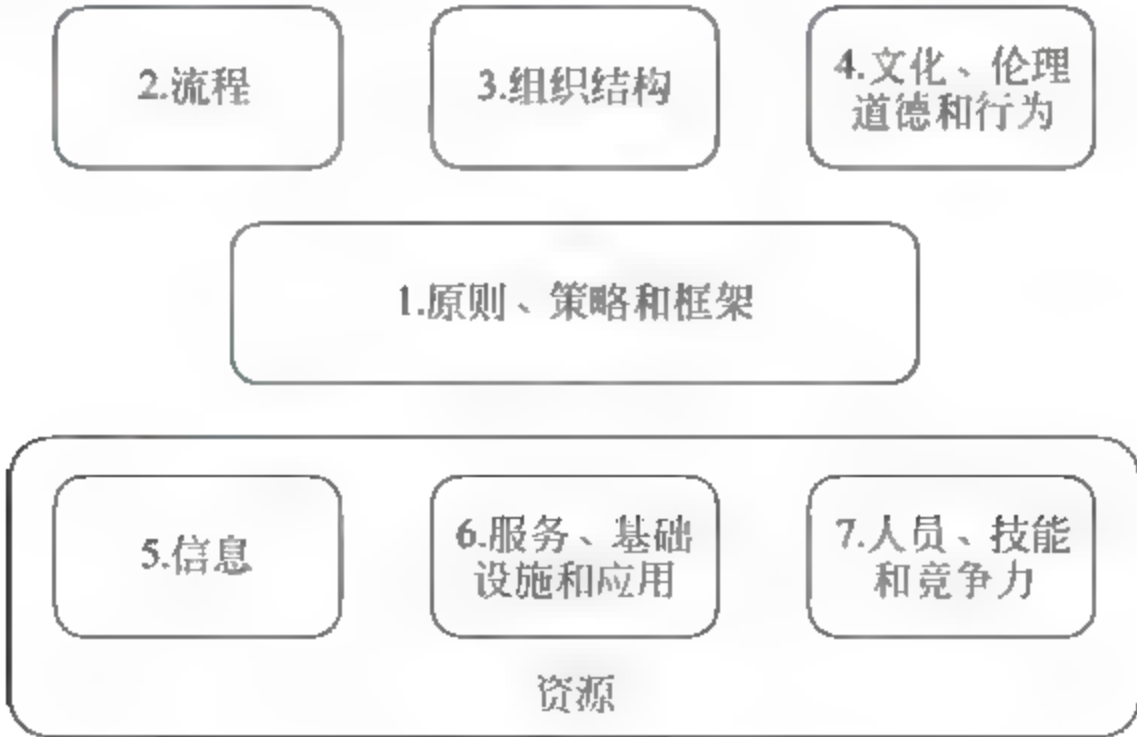 2.流程
3.组织结构
4.文化、伦理
道德和行为
1.原则、策略和框架
5.信息
6.服务、基础
设施和应用
7.人员、技能
和竞争力
资源